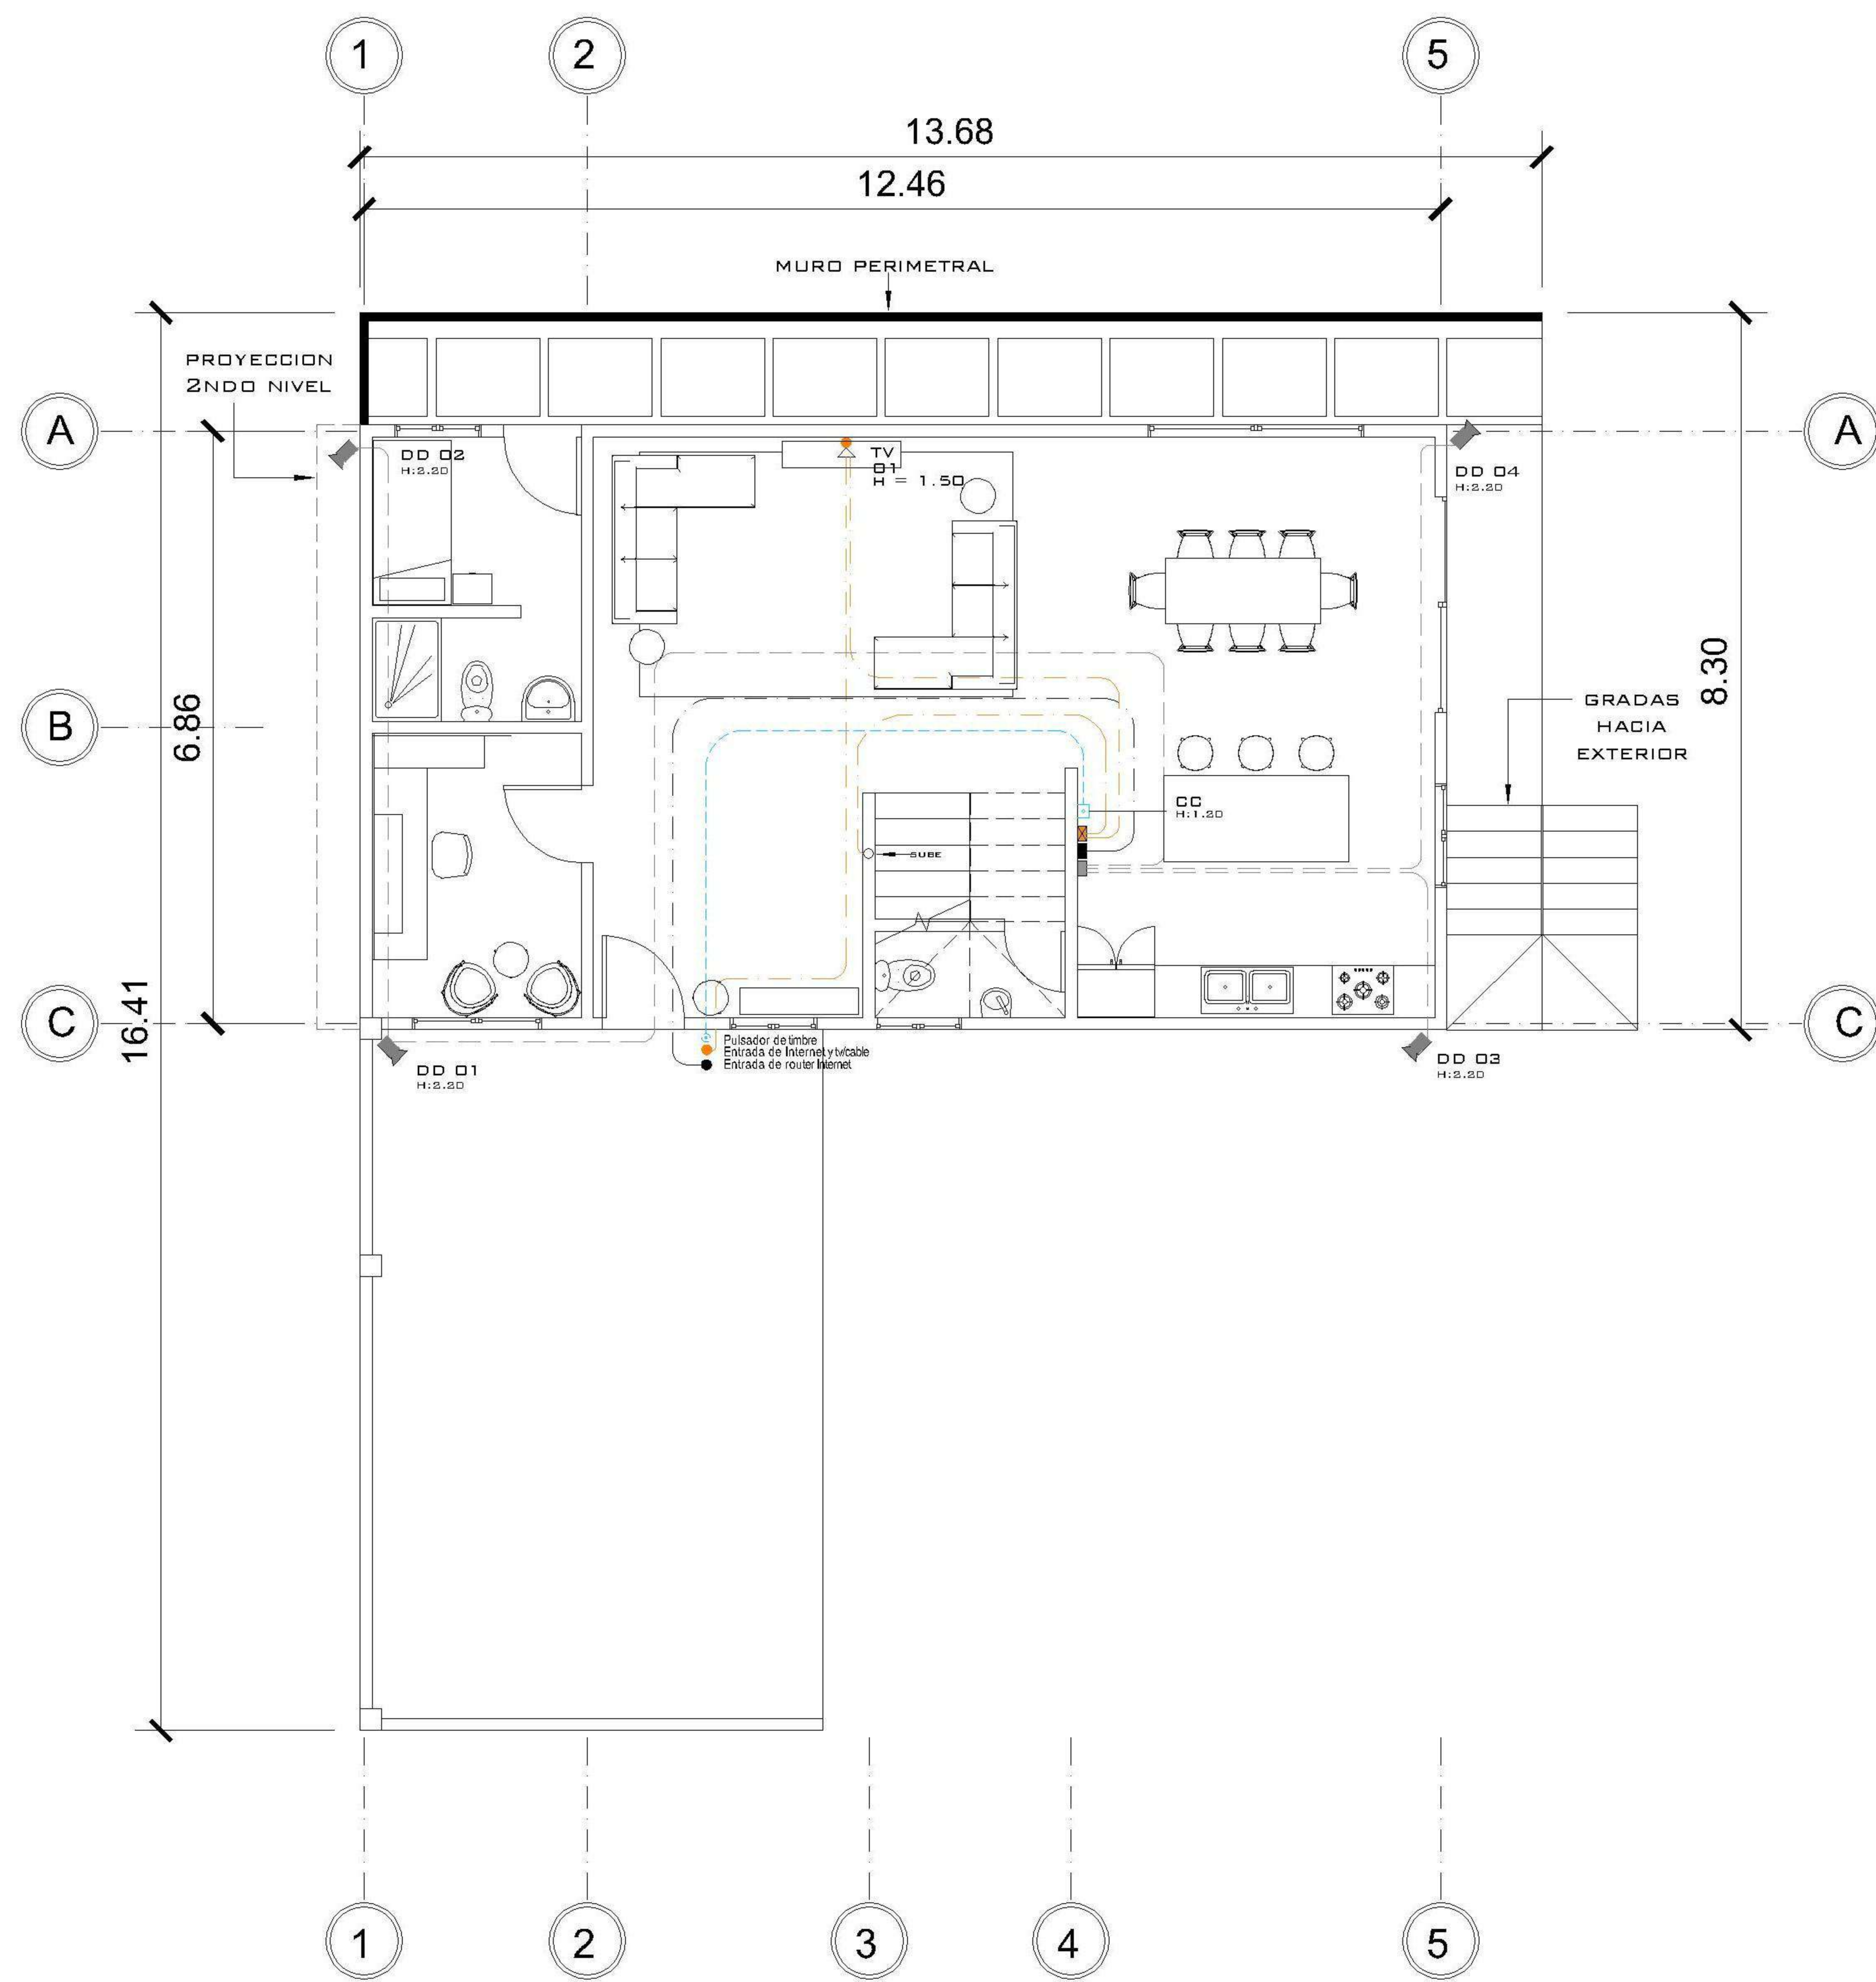 1
2
5
13.68
12.46
MURO PERIMETRAL
PROYECCION
2NDO NIVEL
A
A
DD 02
H:2.20
TV
01
H = 1.50
DD 04
H:2.20
B
6.86
8.30
GRADAS
HACIA
EXTERIOR
CC
H:1.20
SUBE
16.41
C
C
Pulsador de timbre
Entrada de Internet y tv/cable
Entrada de router Internet
DD 01
H:2.20
DD 03
H:2.20
1
2
3
4
5